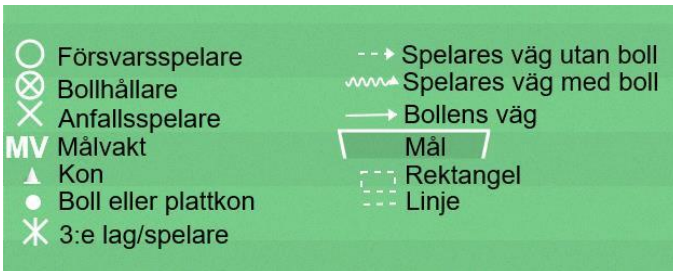 Försvarsspelare
Bollhållare
Anfallsspelare
MV Målvakt
Kon
Boll eller plattkon
3:e lag/spelare
Spelares väg utan boll
Spelares väg med boll
Bollens väg
Mål
Rektangel
Linje